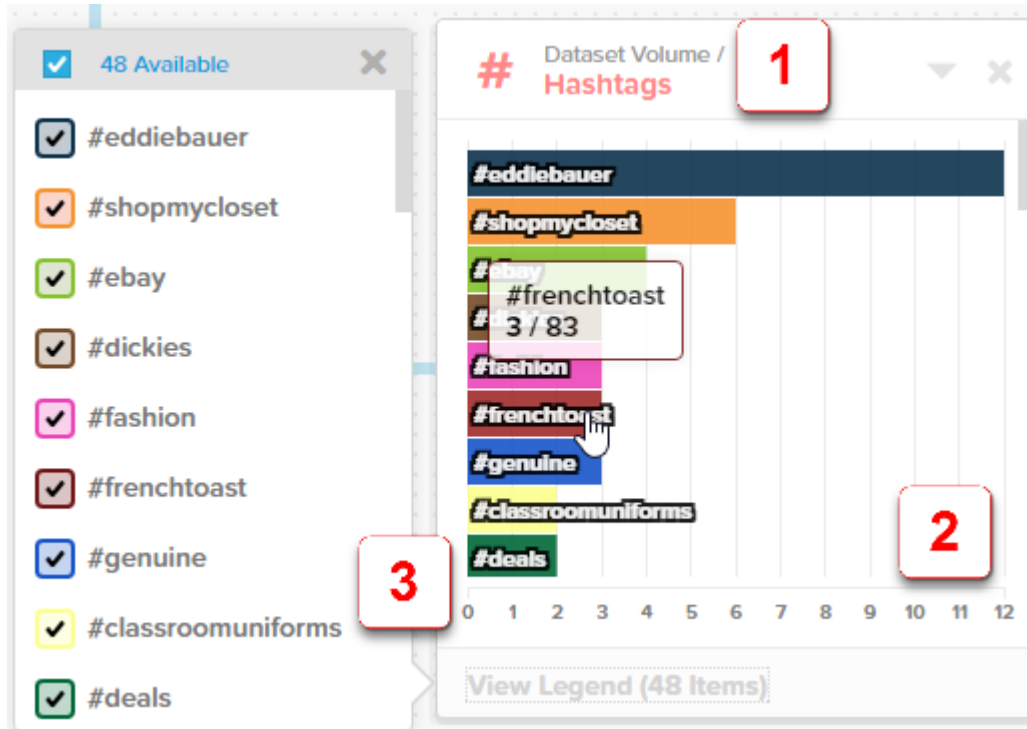 48 Available
#eddiebauer
#shopmycloset
#ebay
#dickies
#fashion
#frenchtoast
#genuine
#classroomuniforms
#deals
3
# Dataset Volume /
Hashtags
1
#eddiebauer
#shopmycloset
#ebay
#frenchtoast
3 / 83
#dickies
#fashion
#frenchtoast
#genuine
#classroomuniforms
#deals
2
0 1 2 3 4 5 6 7 8 9 10 11 12
View Legend (48 Items)